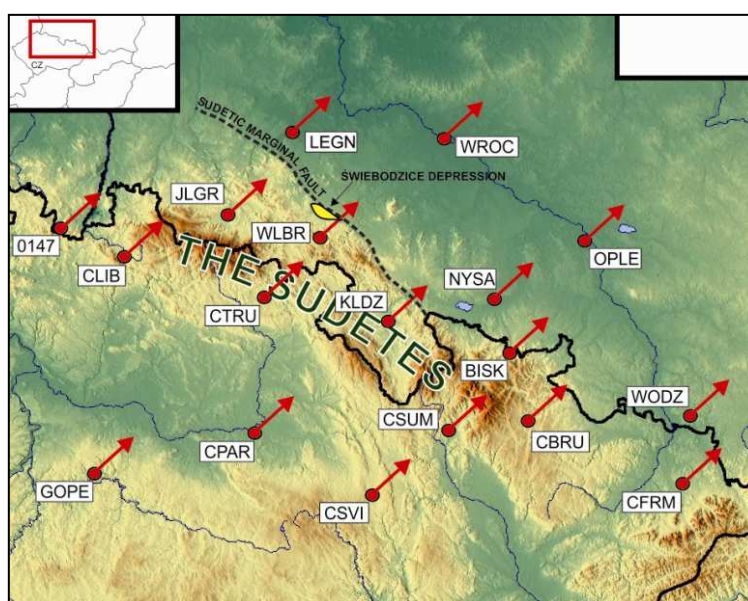 CZ
SUDETIC MARGINAL FAULT
LEGN
WROC
ŚWIEBODZICE DEPRESSION
JLGR
0147
WLBR
CLIB
OPLE
THE SUDETES
NYSA
CTRU
KLDZ
BISK
WODZ
CSUM
CBRU
CPAR
GOPE
CSVI
CFRM